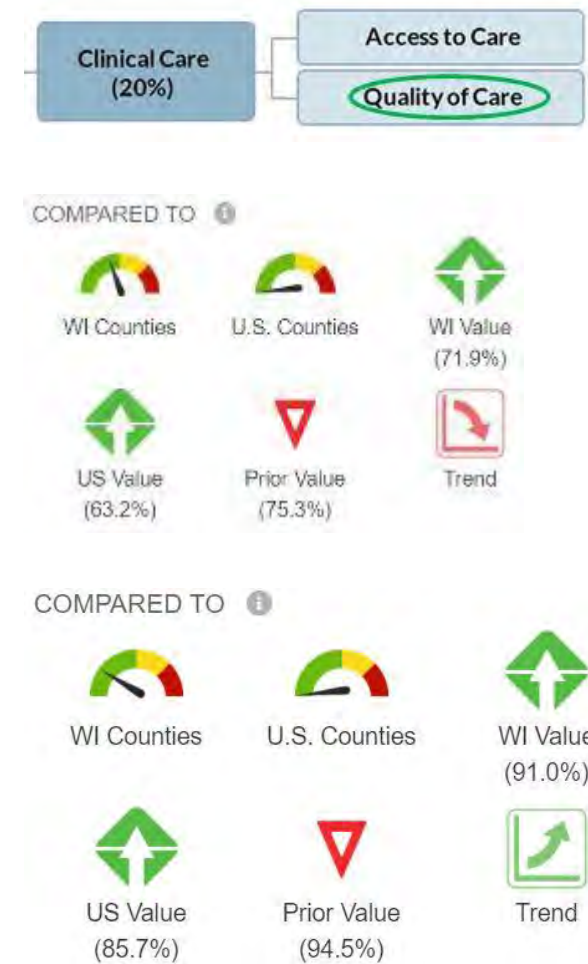 Clinical Care
(20%)
Access to Care
Quality of Care
COMPARED TO
WI Counties
U.S. Counties
WI Value
(71.9%)
US Value
(63.2%)
Prior Value
(75.3%)
Trend
COMPARED TO
WI Counties
U.S. Counties
WI Value
(91.0%)
US Value
(85.7%)
Prior Value
(94.5%)
Trend